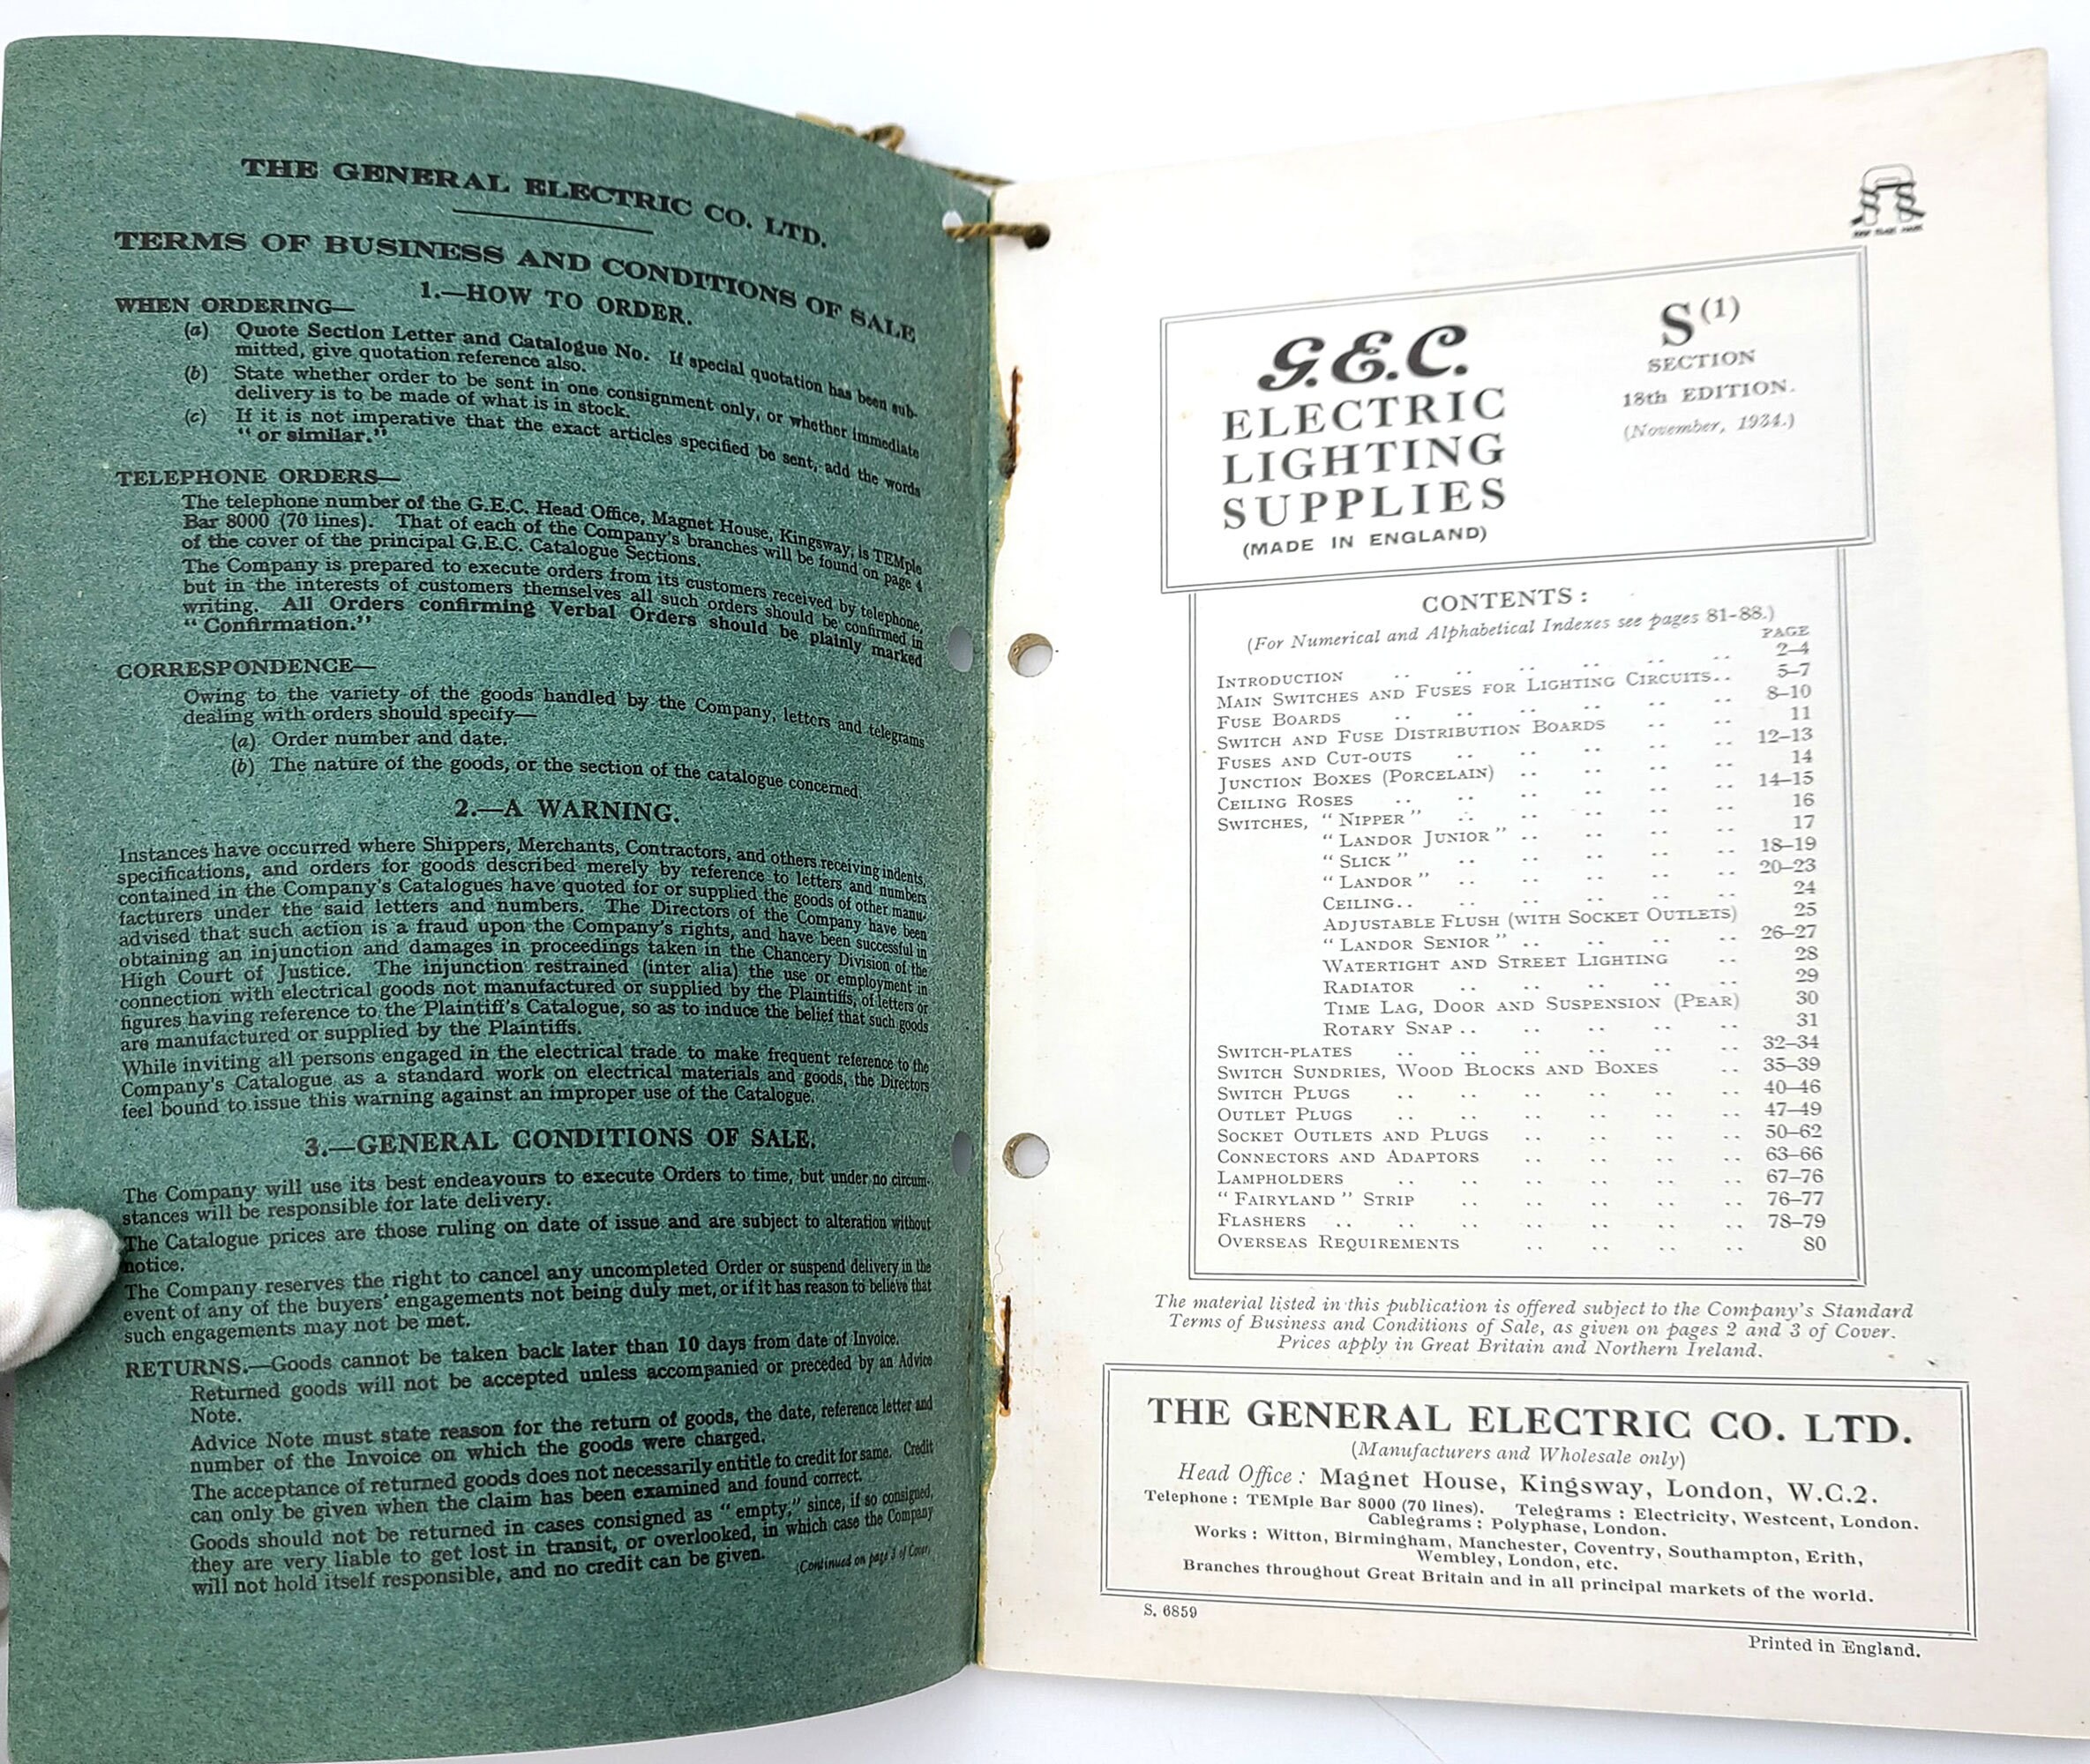 THE GENERAL ELECTRIC CO. LTD.
TERMS OF BUSINESS AND CONDITIONS OF SALE
1.—HOW TO ORDER.
WHEN ORDERING—
(a) Quote Section Letter and Catalogue No. If special quotation has been sub-
mitted, give quotation reference also.
(b) State whether order to be sent in one consignment only, or whether immediate
delivery is to be made of what is in stock.
(c) If it is not imperative that the exact articles specified be sent, add the words
" or similar."
TELEPHONE ORDERS—
The telephone number of the G.E.C. Head Office, Magnet House, Kingsway, is TEMple
Bar 8000 (70 lines). That of each of the Company's branches will be found on page 4
of the cover of the principal G.E.C. Catalogue Sections.
The Company is prepared to execute orders from its customers received by telephone,
but in the interests of customers themselves all such orders should be confirmed in
writing. All Orders confirming Verbal Orders should be plainly marked
" Confirmation."
CORRESPONDENCE—
Owing to the variety of the goods handled by the Company, letters and telegrams
dealing with orders should specify—
(a) Order number and date.
(b) The nature of the goods, or the section of the catalogue concerned.
2.—A WARNING.
Instances have occurred where Shippers, Merchants, Contractors, and others receiving indents,
specifications, and orders for goods described merely by reference to letters and numbers
contained in the Company's Catalogues have quoted for or supplied the goods of other manu-
facturers under the said letters and numbers. The Directors of the Company have been
advised that such action is a fraud upon the Company's rights, and have been successful in
obtaining an injunction and damages in proceedings taken in the Chancery Division of the
High Court of Justice. The injunction restrained (inter alia) the use or employment in
connection with electrical goods not manufactured or supplied by the Plaintiffs, of letters or
figures having reference to the Plaintiff's Catalogue, so as to induce the belief that such goods
are manufactured or supplied by the Plaintiffs.
While inviting all persons engaged in the electrical trade to make frequent reference to the
Company's Catalogue as a standard work on electrical materials and goods, the Directors
feel bound to issue this warning against an improper use of the Catalogue.
3.—GENERAL CONDITIONS OF SALE.
The Company will use its best endeavours to execute Orders to time, but under no circum-
stances will be responsible for late delivery.
The Catalogue prices are those ruling on date of issue and are subject to alteration without
notice.
The Company reserves the right to cancel any uncompleted Order or suspend delivery in the
event of any of the buyers' engagements not being duly met, or if it has reason to believe that
such engagements may not be met.
RETURNS.—Goods cannot be taken back later than 10 days from date of Invoice.
Returned goods will not be accepted unless accompanied or preceded by an Advice
Note.
Advice Note must state reason for the return of goods, the date, reference letter and
number of the Invoice on which the goods were charged.
The acceptance of returned goods does not necessarily entitle to credit for same. Credit
can only be given when the claim has been examined and found correct.
Goods should not be returned in cases consigned as " empty," since, if so consigned,
they are very liable to get lost in transit, or overlooked, in which case the Company
will not hold itself responsible, and no credit can be given.
(Continued on page 3 of Cover)
G.E.C.
ELECTRIC
LIGHTING
SUPPLIES
(MADE IN ENGLAND)
S(1)
SECTION
18th EDITION.
(November, 1934.)
CONTENTS :
(For Numerical and Alphabetical Indexes see pages 81-88.)
PAGE
INTRODUCTION .. .. .. .. .. .. 2–4
MAIN SWITCHES AND FUSES FOR LIGHTING CIRCUITS.. 5–7
FUSE BOARDS .. .. .. .. .. .. 8–10
SWITCH AND FUSE DISTRIBUTION BOARDS .. .. 11
FUSES AND CUT-OUTS .. .. .. .. .. 12–13
JUNCTION BOXES (PORCELAIN) .. .. .. .. 14
CEILING ROSES .. .. .. .. .. .. 14–15
SWITCHES, " NIPPER " .. .. .. .. .. 16
" LANDOR JUNIOR " .. .. .. .. 17
" SLICK " .. .. .. .. .. 18–19
" LANDOR " .. .. .. .. .. 20–23
CEILING.. .. .. .. .. .. 24
ADJUSTABLE FLUSH (WITH SOCKET OUTLETS) 25
" LANDOR SENIOR " .. .. .. .. 26–27
WATERTIGHT AND STREET LIGHTING .. 28
RADIATOR .. .. .. .. .. 29
TIME LAG, DOOR AND SUSPENSION (PEAR) 30
ROTARY SNAP .. .. .. .. .. 31
SWITCH-PLATES .. .. .. .. .. .. 32–34
SWITCH SUNDRIES, WOOD BLOCKS AND BOXES .. 35–39
SWITCH PLUGS .. .. .. .. .. .. 40–46
OUTLET PLUGS .. .. .. .. .. .. 47–49
SOCKET OUTLETS AND PLUGS .. .. .. .. 50–62
CONNECTORS AND ADAPTORS .. .. .. .. 63–66
LAMPHOLDERS .. .. .. .. .. .. 67–76
" FAIRYLAND " STRIP .. .. .. .. .. 76–77
FLASHERS .. .. .. .. .. .. .. 78–79
OVERSEAS REQUIREMENTS .. .. .. .. 80
The material listed in this publication is offered subject to the Company's Standard
Terms of Business and Conditions of Sale, as given on pages 2 and 3 of Cover.
Prices apply in Great Britain and Northern Ireland.
THE GENERAL ELECTRIC CO. LTD.
(Manufacturers and Wholesale only)
Head Office : Magnet House, Kingsway, London, W.C.2.
Telephone : TEMple Bar 8000 (70 lines). Telegrams : Electricity, Westcent, London.
Cablegrams : Polyphase, London.
Works : Witton, Birmingham, Manchester, Coventry, Southampton, Erith,
Wembley, London, etc.
Branches throughout Great Britain and in all principal markets of the world.
S. 6859
Printed in England.